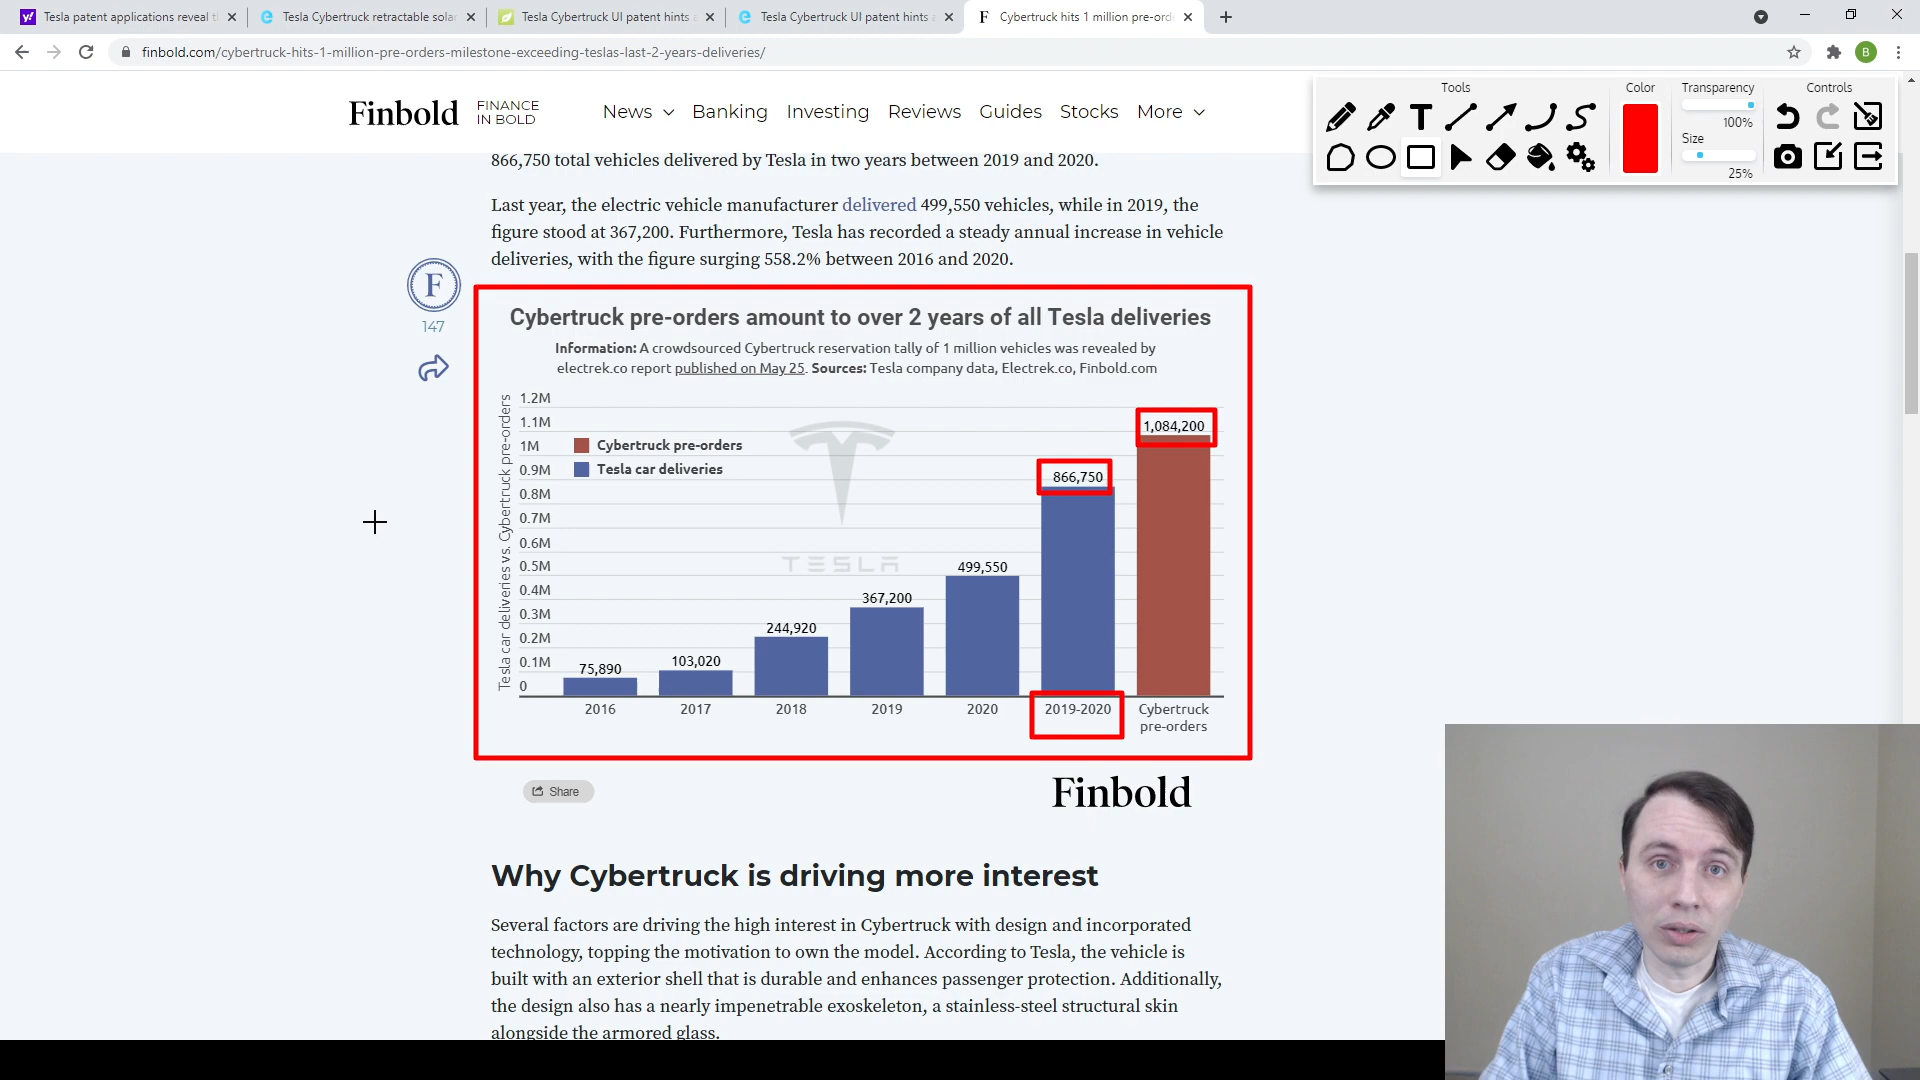 Tesla patent applications reveal t
Tesla Cybertruck retractable solar
Tesla Cybertruck UI patent hints a
Tesla Cybertruck UI patent hints a
Cybertruck hits 1 million pre-ord
finbold.com/cybertruck-hits-1-million-pre-orders-milestone-exceeding-teslas-last-2-years-deliveries/
B
Finbold
FINANCE
IN BOLD
News
Banking
Investing
Reviews
Guides
Stocks
More
Tools
Color
Transparency
100%
Size
25%
Controls
866,750 total vehicles delivered by Tesla in two years between 2019 and 2020.
Last year, the electric vehicle manufacturer delivered 499,550 vehicles, while in 2019, the
figure stood at 367,200. Furthermore, Tesla has recorded a steady annual increase in vehicle
deliveries, with the figure surging 558.2% between 2016 and 2020.
F
147
Cybertruck pre-orders amount to over 2 years of all Tesla deliveries
Information: A crowdsourced Cybertruck reservation tally of 1 million vehicles was revealed by
electrek.co report published on May 25. Sources: Tesla company data, Electrek.co, Finbold.com
Tesla car deliveries vs. Cybertruck pre-orders
1.2M
1.1M
1M
0.9M
0.8M
0.7M
0.6M
0.5M
0.4M
0.3M
0.2M
0.1M
0
Cybertruck pre-orders
Tesla car deliveries
TESLA
75,890
103,020
244,920
367,200
499,550
866,750
1,084,200
2016
2017
2018
2019
2020
2019-2020
Cybertruck
pre-orders
Share
Finbold
Why Cybertruck is driving more interest
Several factors are driving the high interest in Cybertruck with design and incorporated
technology, topping the motivation to own the model. According to Tesla, the vehicle is
built with an exterior shell that is durable and enhances passenger protection. Additionally,
the design also has a nearly impenetrable exoskeleton, a stainless-steel structural skin
alongside the armored glass.